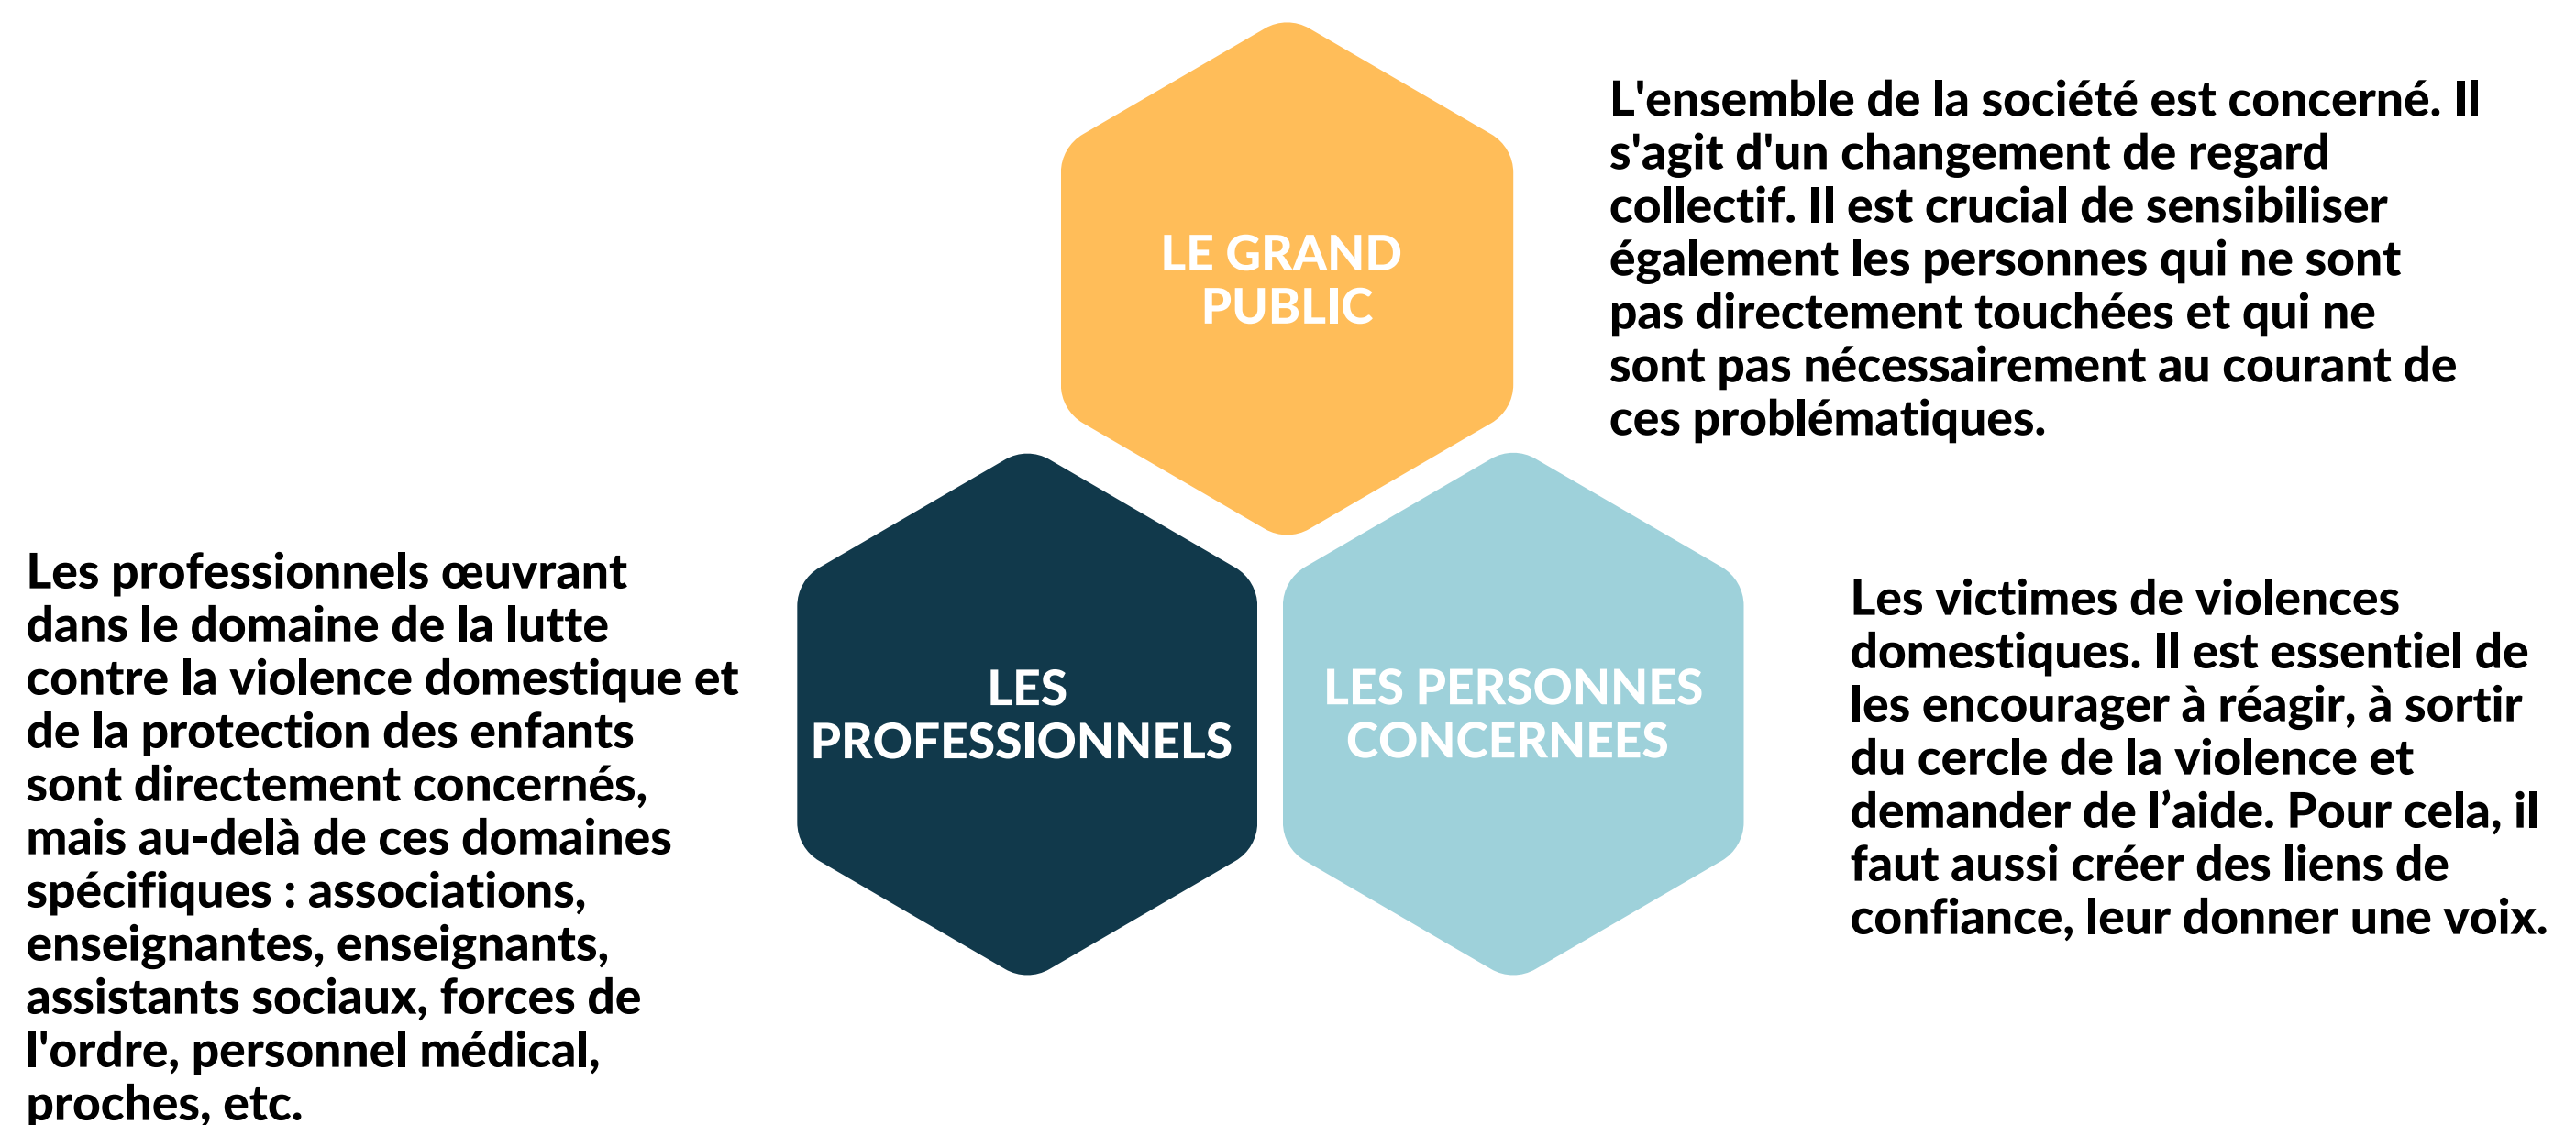 LE GRAND
PUBLIC
L'ensemble de la société est concerné. Il
s'agit d'un changement de regard
collectif. Il est crucial de sensibiliser
également les personnes qui ne sont
pas directement touchées et qui ne
sont pas nécessairement au courant de
ces problématiques.
Les professionnels œuvrant
dans le domaine de la lutte
contre la violence domestique et
de la protection des enfants
sont directement concernés,
mais au-delà de ces domaines
spécifiques : associations,
enseignantes, enseignants,
assistants sociaux, forces de
l'ordre, personnel médical,
proches, etc.
LES
PROFESSIONNELS
LES PERSONNES
CONCERNEES
Les victimes de violences
domestiques. Il est essentiel de
les encourager à réagir, à sortir
du cercle de la violence et
demander de l’aide. Pour cela, il
faut aussi créer des liens de
confiance, leur donner une voix.